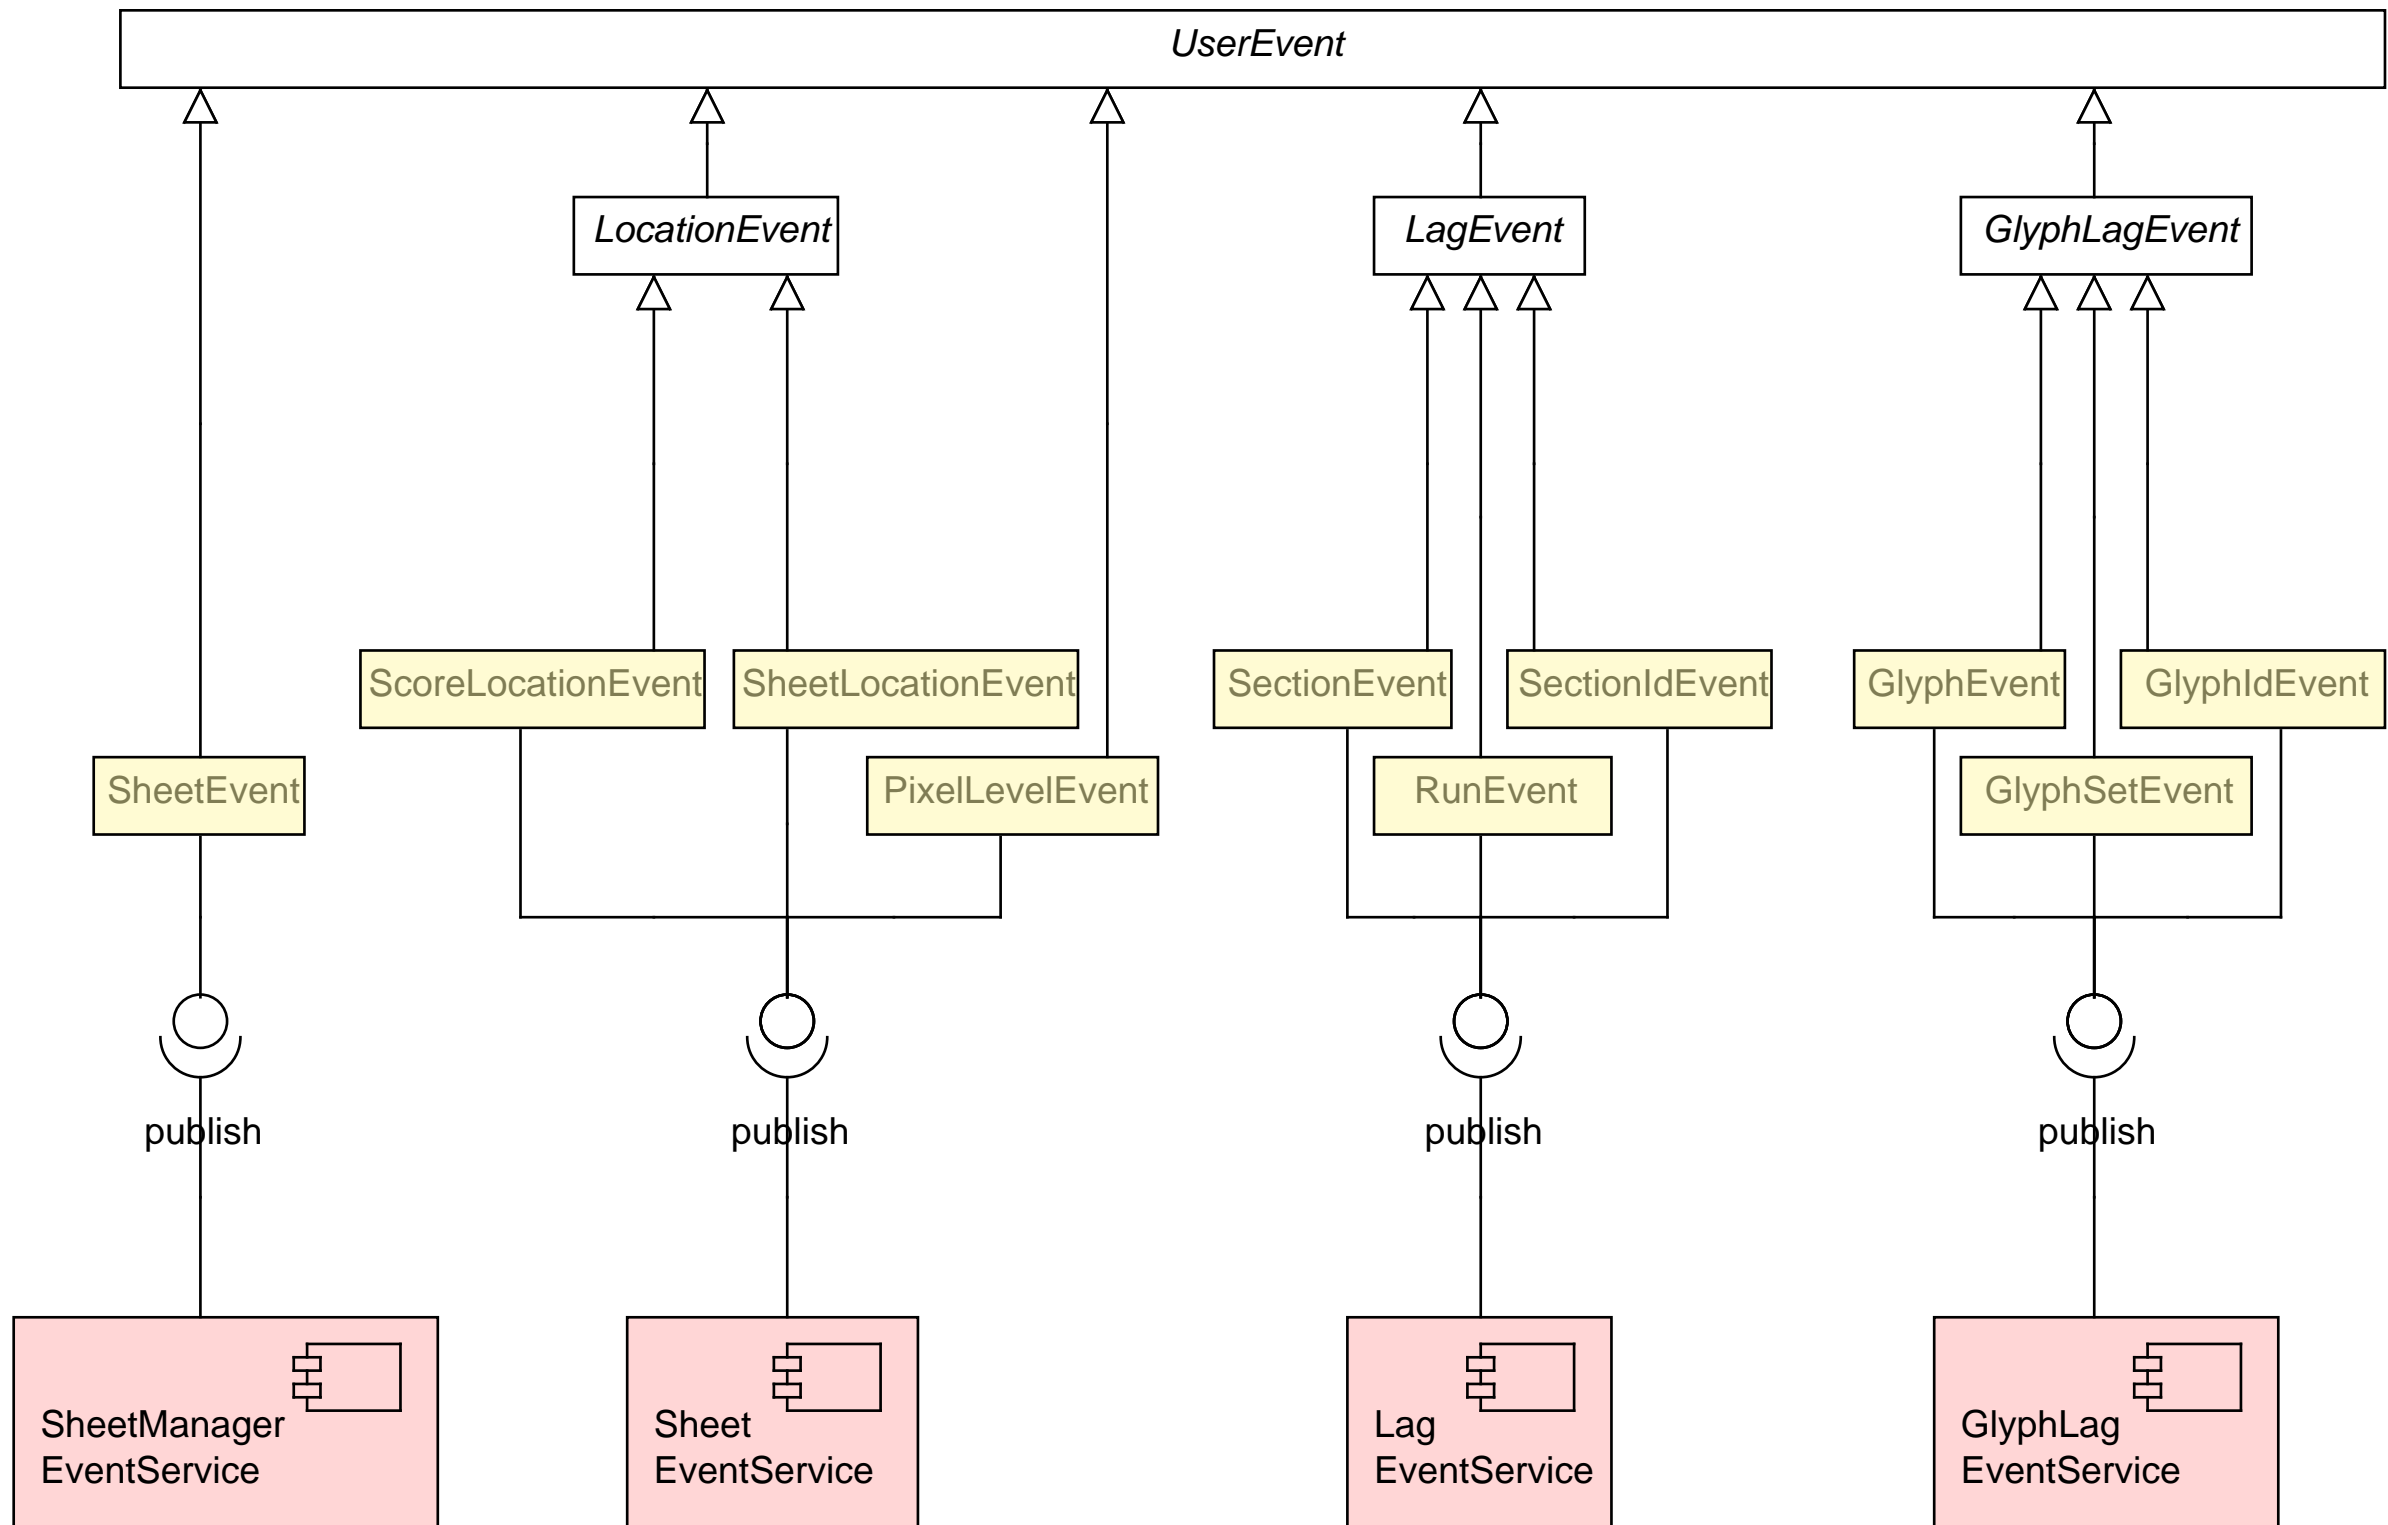 UserEvent
LocationEvent
LagEvent
GlyphLagEvent
ScoreLocationEvent
SheetLocationEvent
SectionEvent
SectionIdEvent
GlyphEvent
GlyphIdEvent
SheetEvent
PixelLevelEvent
RunEvent
GlyphSetEvent
publish
publish
publish
publish
SheetManager
EventService
Sheet
EventService
Lag
EventService
GlyphLag
EventService